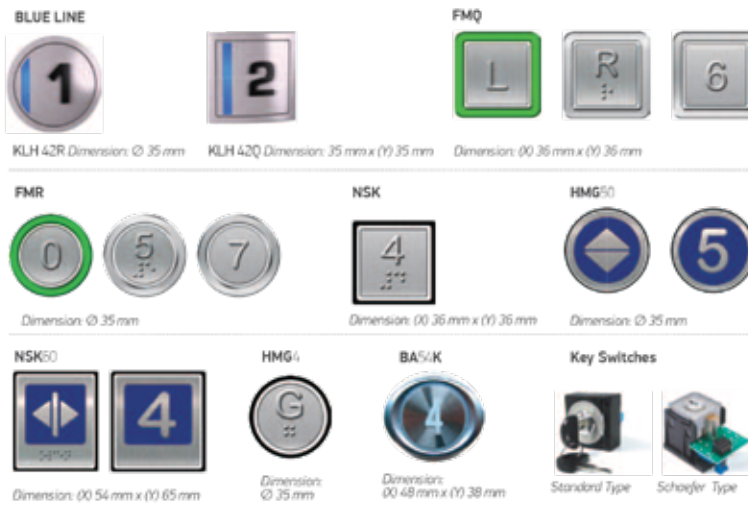 BLUE LINE
FMQ
1
2
L
R
6
KLH 42R Dimension: Ø 35 mm
KLH 42Q Dimension: 35 mm x (Y) 35 mm
Dimension: (X) 36 mm x (Y) 36 mm
FMR
NSK
HMG50
0
5
7
4
5
Dimension: Ø 35 mm
Dimension: (X) 36 mm x (Y) 36 mm
Dimension: Ø 35 mm
NSK60
HMG4
BA54K
Key Switches
4
G
4
Dimension: (X) 54 mm x (Y) 65 mm
Dimension:
Ø 35 mm
Dimension:
(X) 48 mm x (Y) 38 mm
Standard Type
Schaefer Type